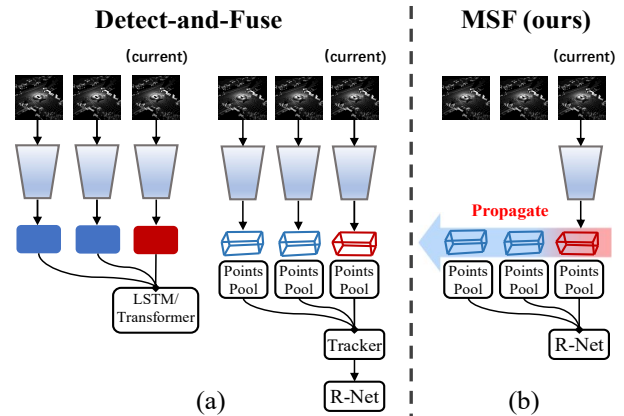 Detect-and-Fuse
MSF (ours)
(current)
(current)
(current)
Propagate
Points
Pool
Points
Pool
Points
Pool
Points
Pool
Points
Pool
Points
Pool
LSTM/
Transformer
Tracker
R-Net
R-Net
(a)
(b)